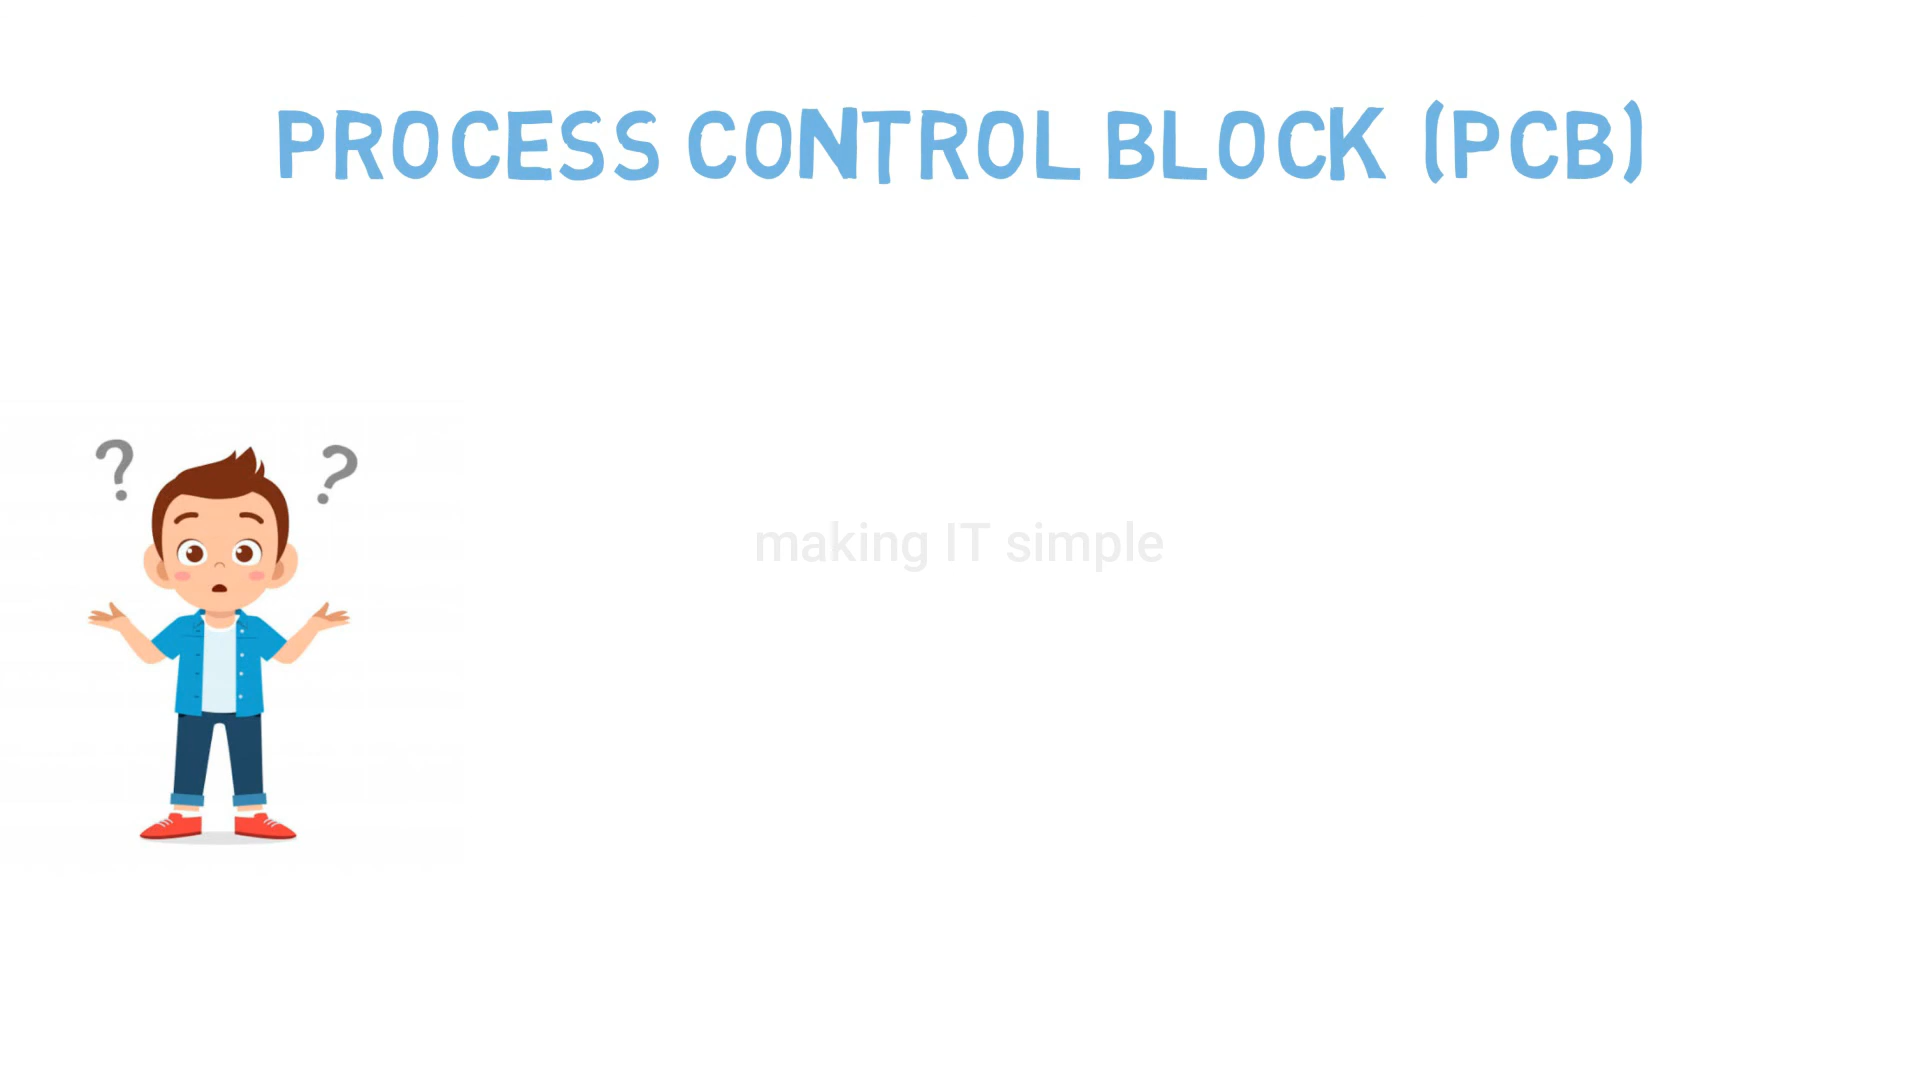 PROCESS CONTROL BLOCK (PCB)
? ?
making IT simple